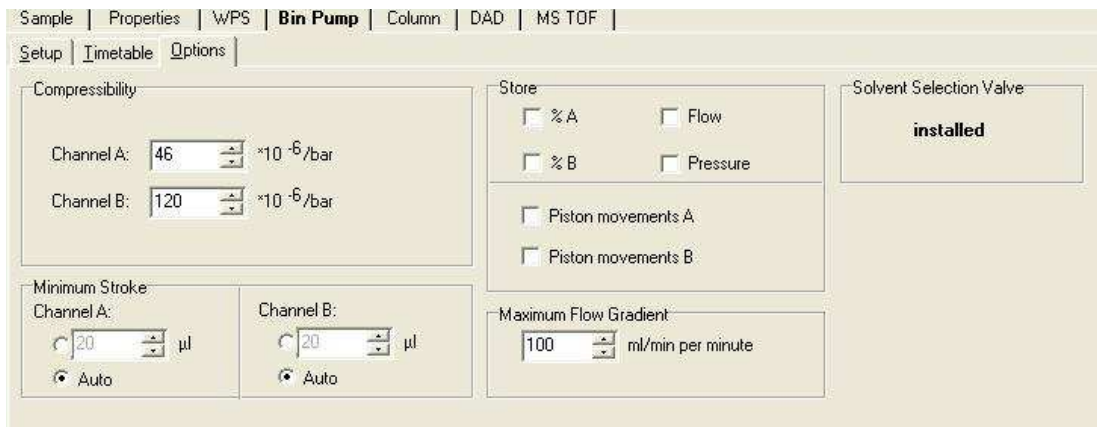 Sample | Properties | WPS | Bin Pump | Column | DAD | MS TOF |
Setup | Timetable | Options |
Compressibility
Channel A: 46 *10 -6/bar
Channel B: 120 *10 -6/bar
Store
% A Flow
% B Pressure
Piston movements A
Piston movements B
Solvent Selection Valve
installed
Minimum Stroke
Channel A:
20 µl
Auto
Channel B:
20 µl
Auto
Maximum Flow Gradient
100 ml/min per minute